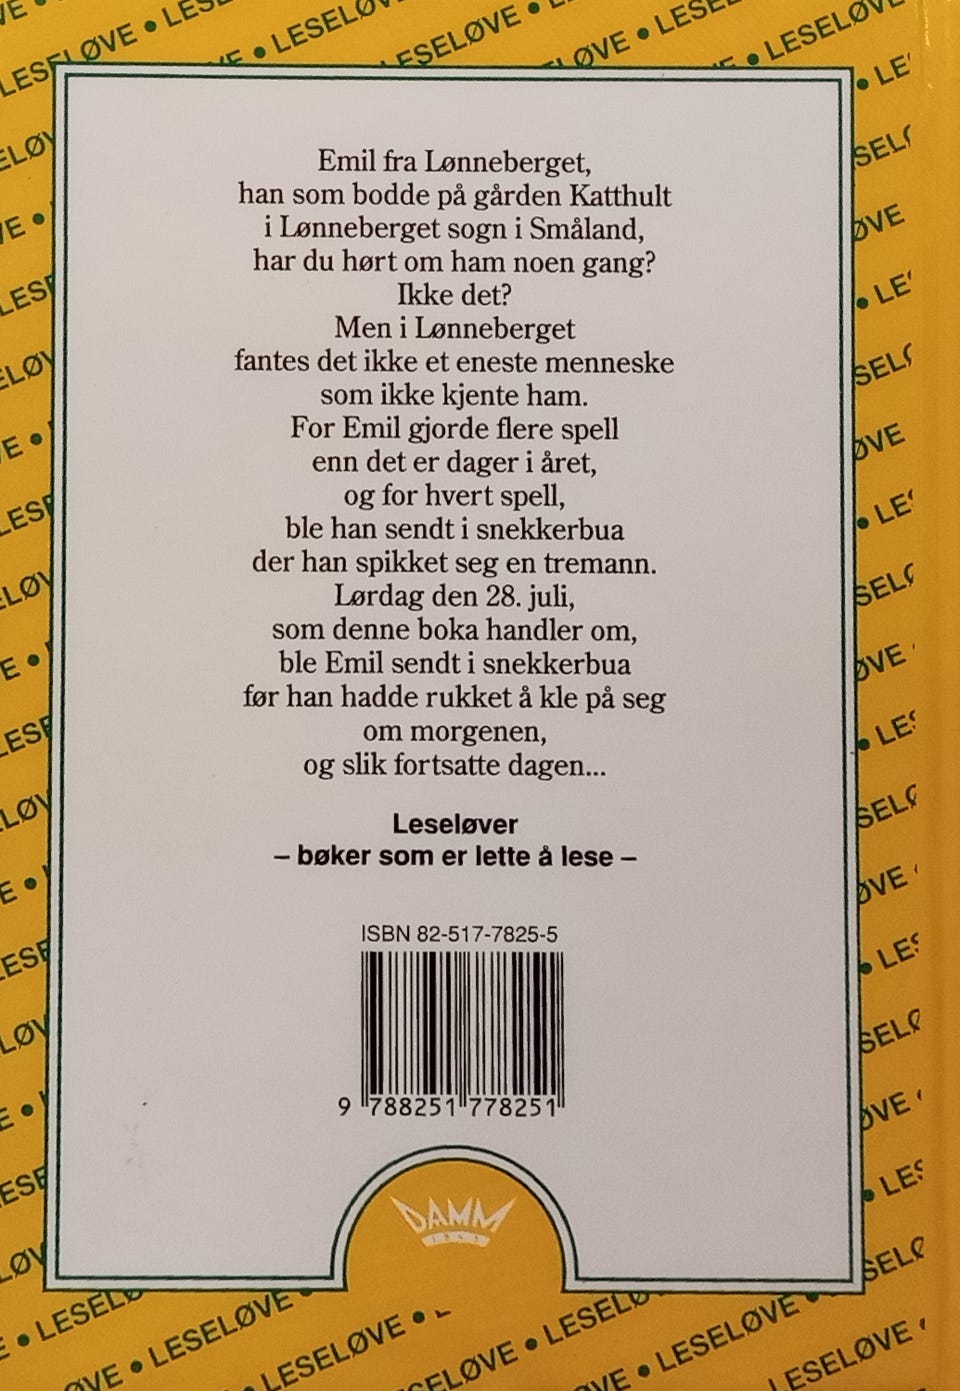 Emil fra Lønneberget,
han som bodde på gården Katthult
i Lønneberget sogn i Småland,
har du hørt om ham noen gang?
Ikke det?
Men i Lønneberget
fantes det ikke et eneste menneske
som ikke kjente ham.
For Emil gjorde flere spell
enn det er dager i året,
og for hvert spell,
ble han sendt i snekkerbua
der han spikket seg en tremann.
Lørdag den 28. juli,
som denne boka handler om,
ble Emil sendt i snekkerbua
før han hadde rukket å kle på seg
om morgenen,
og slik fortsatte dagen...
Leseløver
– bøker som er lette å lese –
ISBN 82-517-7825-5
9 788251 778251
DAMM
LESELØVE • LESELØVE • LESELØVE